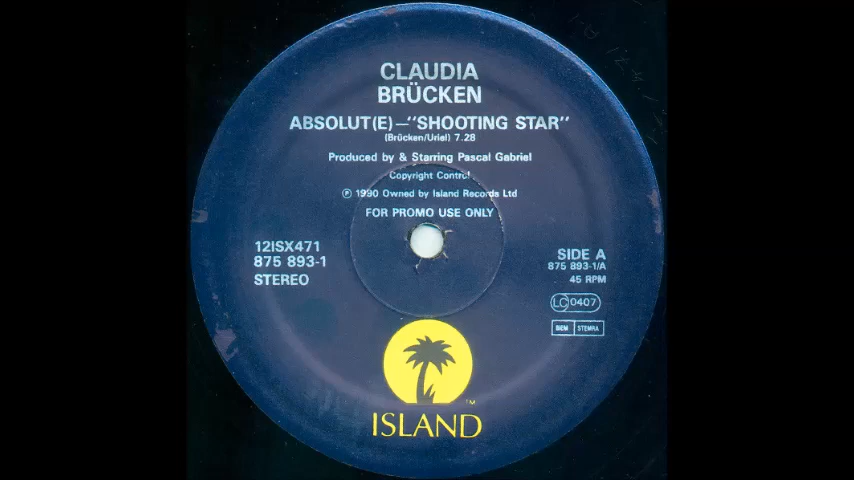 CLAUDIA
BRÜCKEN
ABSOLUT(E)—"SHOOTING STAR"
(Brücken/Uriel) 7.28
Produced by & Starring Pascal Gabriel
Copyright Control
℗ 1990 Owned by Island Records Ltd
FOR PROMO USE ONLY
12ISX471
875 893-1
STEREO
SIDE A
875 893-1/A
45 RPM
LC 0407
BIEM STEMRA
TM
ISLAND